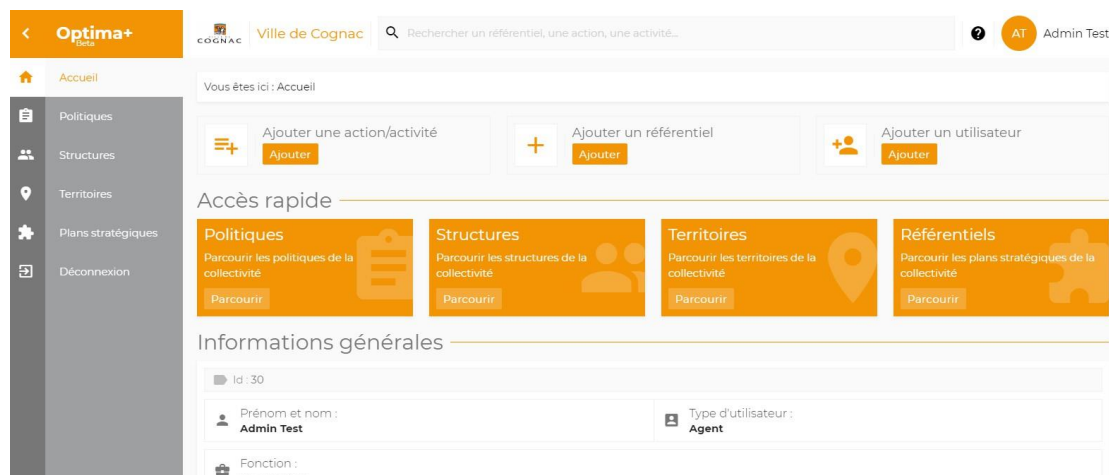 Optima+
Beta
COGNAC
Ville de Cognac
Rechercher un référentiel, une action, une activité...
AT
Admin Test
Accueil
Politiques
Structures
Territoires
Plans stratégiques
Déconnexion
Vous êtes ici : Accueil
Ajouter une action/activité
Ajouter
Ajouter un référentiel
Ajouter
Ajouter un utilisateur
Ajouter
Accès rapide
Politiques
Parcourir les politiques de la
collectivité
Parcourir
Structures
Parcourir les structures de la
collectivité
Parcourir
Territoires
Parcourir les territoires de la
collectivité
Parcourir
Référentiels
Parcourir les plans stratégiques de la
collectivité
Parcourir
Informations générales
Id : 30
Prénom et nom :
Admin Test
Type d'utilisateur :
Agent
Fonction :